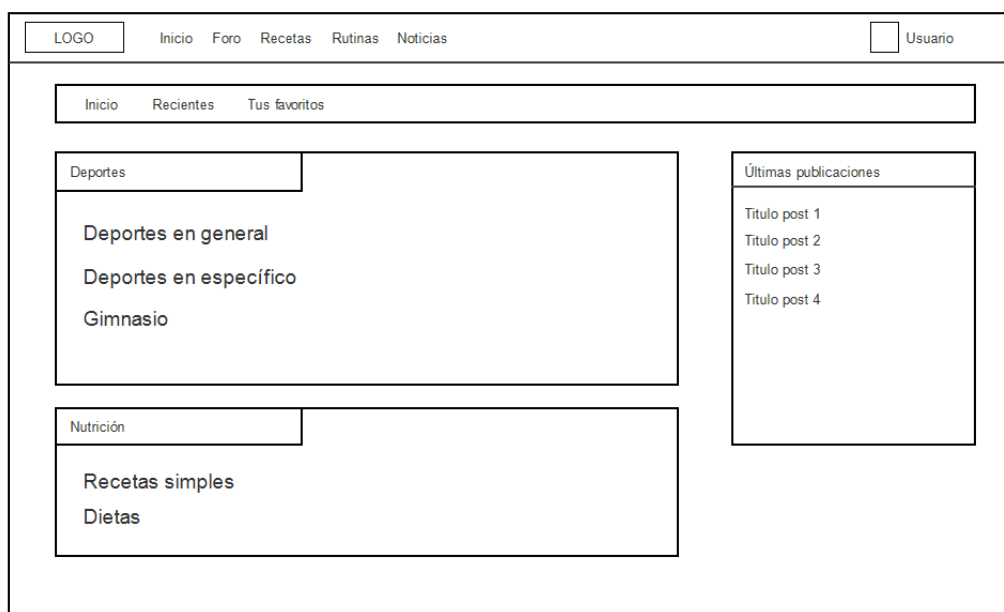 LOGO Inicio Foro Recetas Rutinas Noticias Usuario
Inicio Recientes Tus favoritos
Deportes
Deportes en general
Deportes en específico
Gimnasio
Nutrición
Recetas simples
Dietas
Últimas publicaciones
Titulo post 1
Titulo post 2
Titulo post 3
Titulo post 4